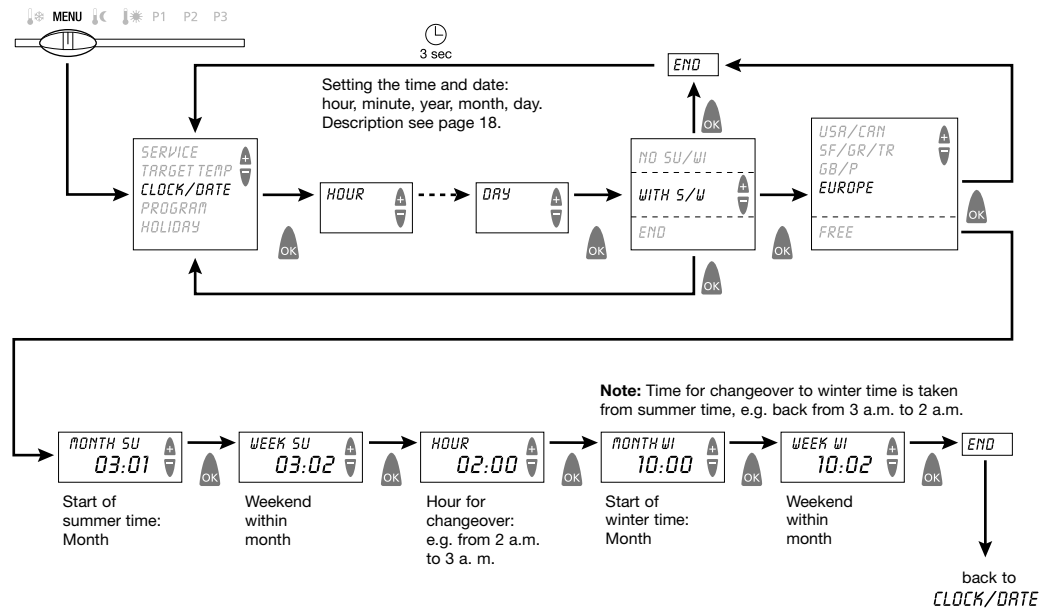 MENU P1 P2 P3
3 sec
END
Setting the time and date:
hour, minute, year, month, day.
Description see page 18.
OK
SERVICE
TARGET TEMP
CLOCK/DATE
PROGRAM
HOLIDAY
+
-
OK
HOUR
+
-
DAY
+
-
OK
NO SU/WI
WITH S/W
END
+
-
OK
OK
USA/CAN
SF/GR/TR
GB/P
EUROPE
FREE
+
-
OK
Note: Time for changeover to winter time is taken
from summer time, e.g. back from 3 a.m. to 2 a.m.
MONTH SU
03:01
+
-
OK
Start of
summer time:
Month
WEEK SU
03:02
+
-
OK
Weekend
within
month
HOUR
02:00
+
-
OK
Hour for
changeover:
e.g. from 2 a.m.
to 3 a. m.
MONTH WI
10:00
+
-
OK
Start of
winter time:
Month
WEEK WI
10:02
+
-
OK
Weekend
within
month
END
back to
CLOCK/DATE